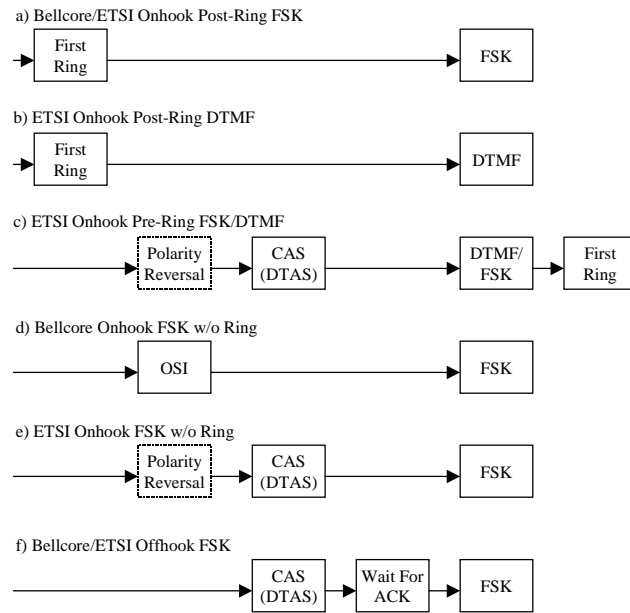 a) Bellcore/ETSI Onhook Post-Ring FSK
First
Ring
FSK
b) ETSI Onhook Post-Ring DTMF
First
Ring
DTMF
c) ETSI Onhook Pre-Ring FSK/DTMF
Polarity
Reversal
CAS
(DTAS)
DTMF/
FSK
First
Ring
d) Bellcore Onhook FSK w/o Ring
OSI
FSK
e) ETSI Onhook FSK w/o Ring
Polarity
Reversal
CAS
(DTAS)
FSK
f) Bellcore/ETSI Offhook FSK
CAS
(DTAS)
Wait For
ACK
FSK